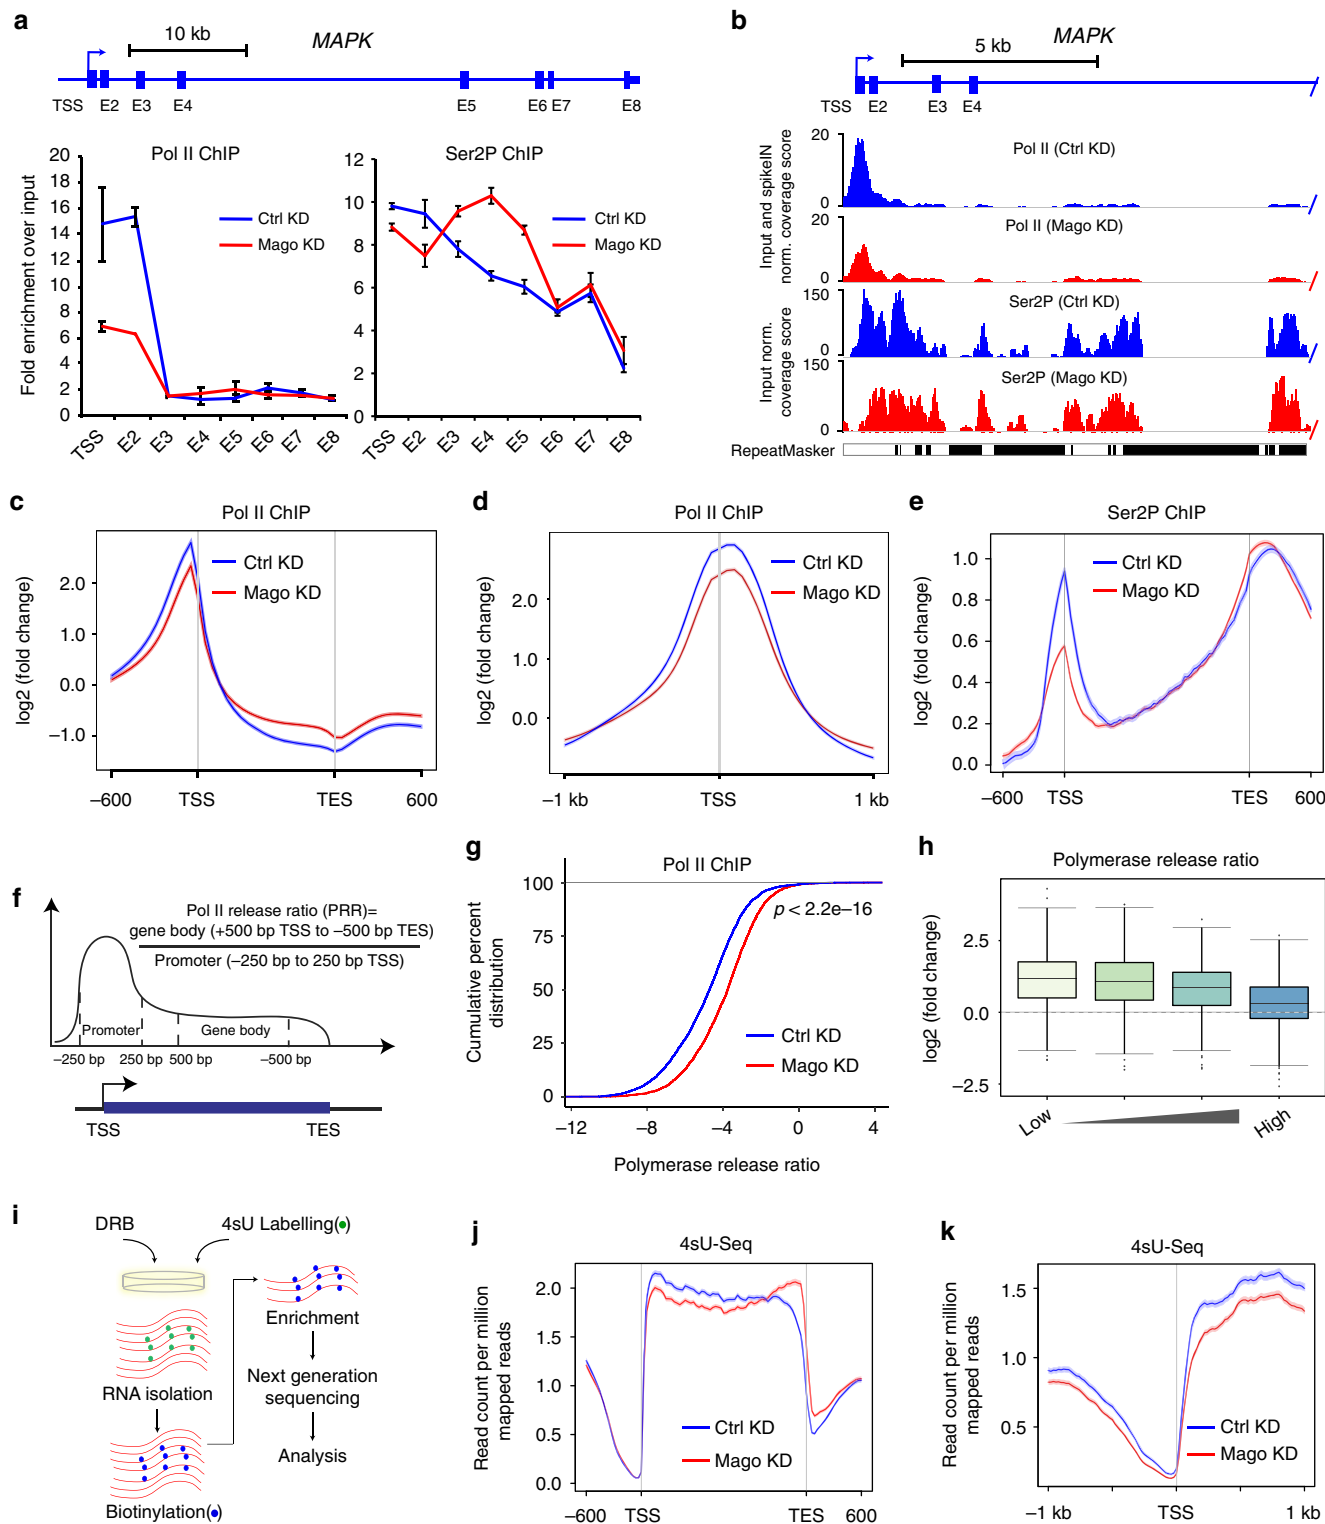 a
10 kb
MAPK
TSS E2 E3 E4 E5 E6 E7 E8
Pol II ChIP
Fold enrichment over input
20
18
16
14
12
10
8
6
4
2
0
Ctrl KD
Mago KD
TSS E2 E3 E4 E5 E6 E7 E8
Ser2P ChIP
12
10
8
6
4
2
0
Ctrl KD
Mago KD
TSS E2 E3 E4 E5 E6 E7 E8
b
MAPK
5 kb
TSS E2 E3 E4
Input and spikeIN
norm. coverage score
20
0
Pol II (Ctrl KD)
20
0
Pol II (Mago KD)
Input norm.
coverage score
150
0
Ser2P (Ctrl KD)
150
0
Ser2P (Mago KD)
RepeatMasker
c
Pol II ChIP
log2 (fold change)
2.0
1.0
0.0
−1.0
Ctrl KD
Mago KD
−600 TSS TES 600
d
Pol II ChIP
log2 (fold change)
2.0
1.0
0.0
Ctrl KD
Mago KD
−1 kb TSS 1 kb
e
Ser2P ChIP
log2 (fold change)
1.0
0.8
0.6
0.4
0.2
0.0
Ctrl KD
Mago KD
−600 TSS TES 600
f
Pol II release ratio (PRR)=
gene body (+500 bp TSS to −500 bp TES)
Promoter (−250 bp to 250 bp TSS)
Promoter Gene body
−250 bp 250 bp 500 bp −500 bp
TSS TES
g
Pol II ChIP
Cumulative percent
distribution
100
75
50
25
0
p < 2.2e−16
Ctrl KD
Mago KD
−12 −8 −4 0 4
Polymerase release ratio
h
Polymerase release ratio
log2 (fold change)
2.5
0.0
−2.5
Low High
i
DRB 4sU Labelling( )
RNA isolation
Biotinylation( )
Enrichment
Next generation
sequencing
Analysis
j
4sU-Seq
Read count per million
mapped reads
2.0
1.5
1.0
0.5
0.0
Ctrl KD
Mago KD
−600 TSS TES 600
k
4sU-Seq
Read count per million
mapped reads
1.5
1.0
0.5
Ctrl KD
Mago KD
−1 kb TSS 1 kb